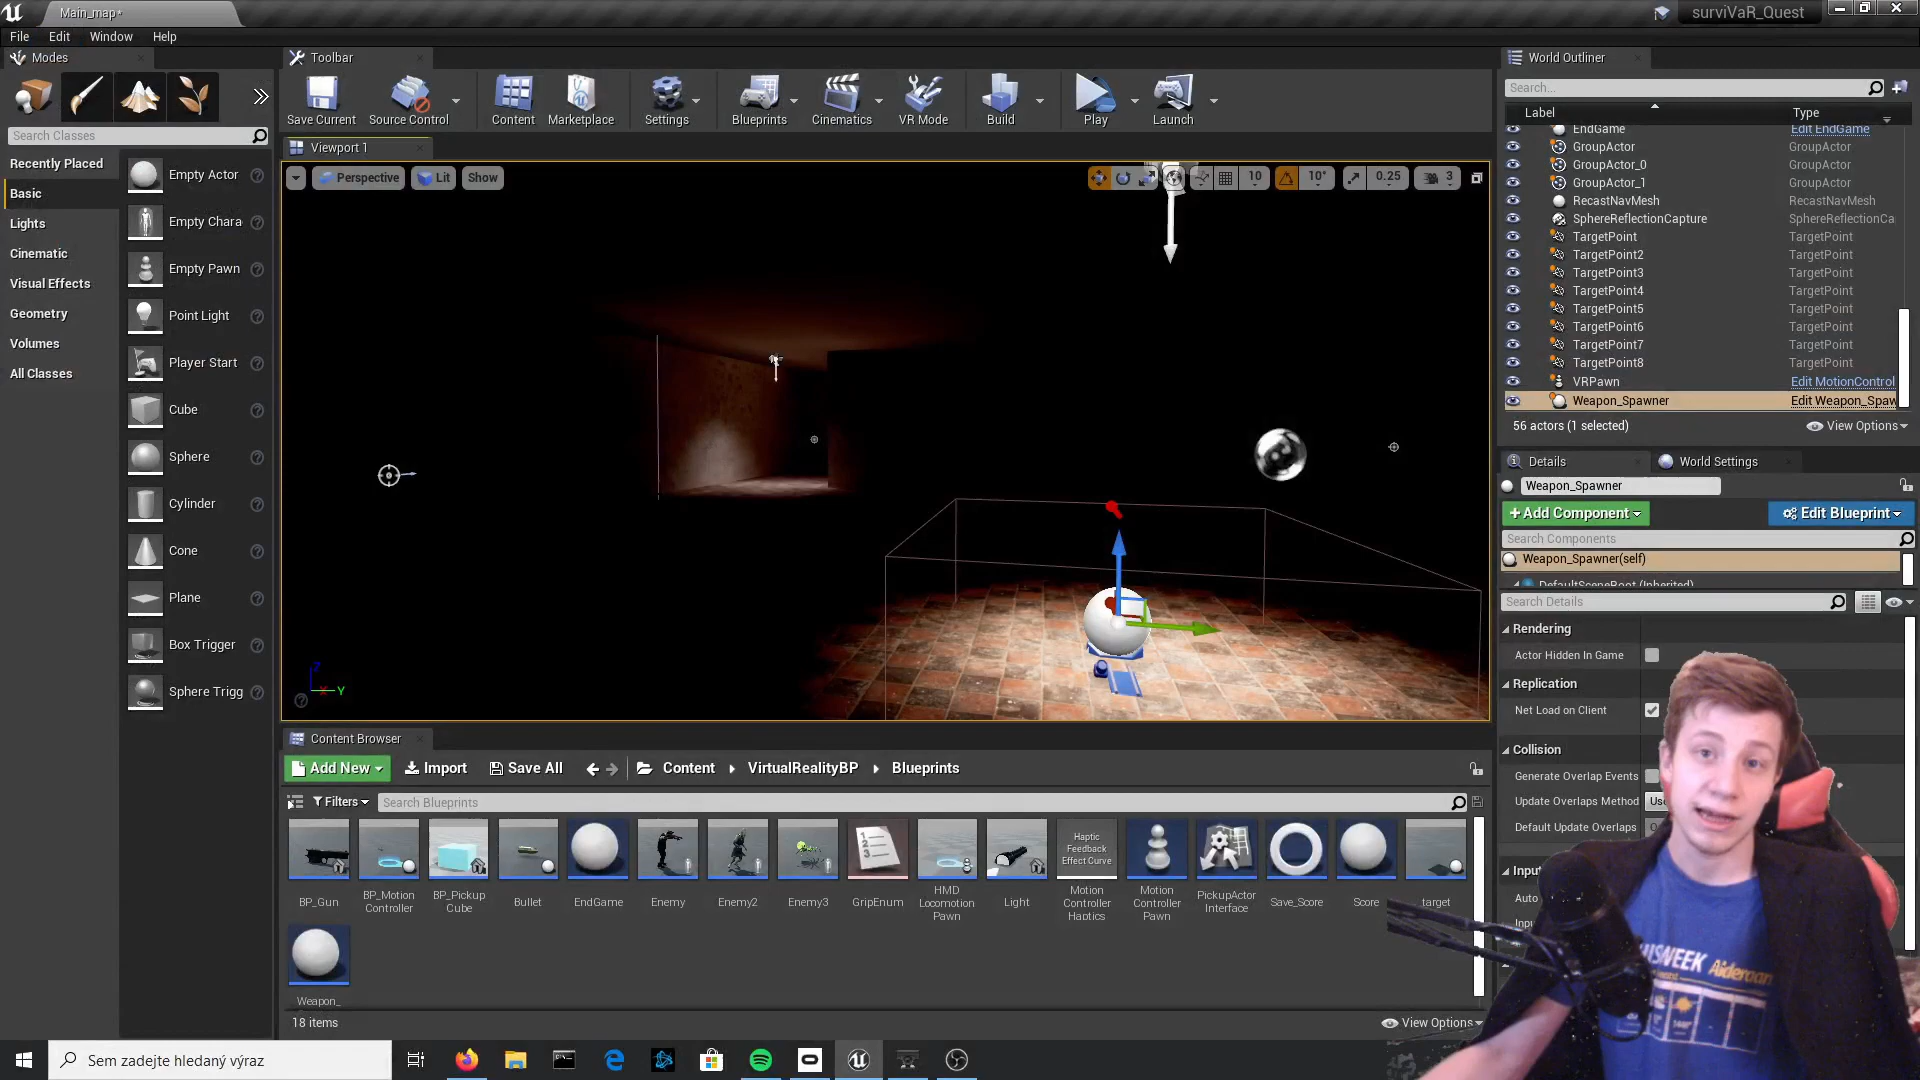 Main_map*
surviVaR_Quest
File Edit Window Help
Modes
Search Classes
Recently Placed
Basic
Lights
Cinematic
Visual Effects
Geometry
Volumes
All Classes
Empty Actor
Empty Chara
Empty Pawn
Point Light
Player Start
Cube
Sphere
Cylinder
Cone
Plane
Box Trigger
Sphere Trigg
Toolbar
Save Current Source Control Content Marketplace Settings Blueprints Cinematics VR Mode Build Play Launch
Viewport 1
Perspective Lit Show
10 10° 0.25 3
Z
Y
Content Browser
Add New Import Save All Content VirtualRealityBP Blueprints
Filters Search Blueprints
BP_Gun
BP_Motion
Controller
BP_Pickup
Cube
Bullet
EndGame
Enemy
Enemy2
Enemy3
GripEnum
HMD
Locomotion
Pawn
Light
Haptic
Feedback
Effect Curve
Motion
Controller
Haptics
Motion
Controller
Pawn
PickupActor
Interface
Save_Score
Score
target
Weapon_
18 items
View Options
World Outliner
Search...
Label Type
EndGame Edit EndGame
GroupActor GroupActor
GroupActor_0 GroupActor
GroupActor_1 GroupActor
RecastNavMesh RecastNavMesh
SphereReflectionCapture SphereReflectionCa
TargetPoint TargetPoint
TargetPoint2 TargetPoint
TargetPoint3 TargetPoint
TargetPoint4 TargetPoint
TargetPoint5 TargetPoint
TargetPoint6 TargetPoint
TargetPoint7 TargetPoint
TargetPoint8 TargetPoint
VRPawn Edit MotionControl
Weapon_Spawner Edit Weapon_Spaw
56 actors (1 selected) View Options
Details World Settings
Weapon_Spawner
+Add Component Edit Blueprint
Search Components
Weapon_Spawner(self)
DefaultSceneRoot (Inherited)
Search Details
Rendering
Actor Hidden In Game
Replication
Net Load on Client
Collision
Generate Overlap Events
Update Overlaps Method
Default Update Overlaps
Input
Auto
Sem zadejte hledaný výraz